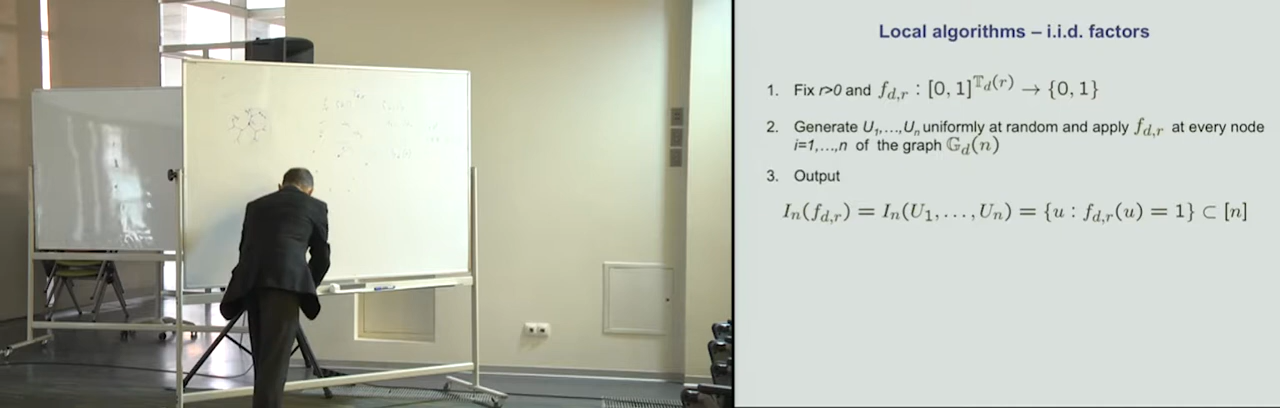 Local algorithms – i.i.d. factors
1. Fix r>0 and f_{d,r} : [0, 1]^{𝕋_d(r)} → {0, 1}
2. Generate U_1,…,U_n uniformly at random and apply f_{d,r} at every node
i=1,…,n of the graph 𝔾_d(n)
3. Output
I_n(f_{d,r}) = I_n(U_1, . . . , U_n) = {u : f_{d,r}(u) = 1} ⊂ [n]